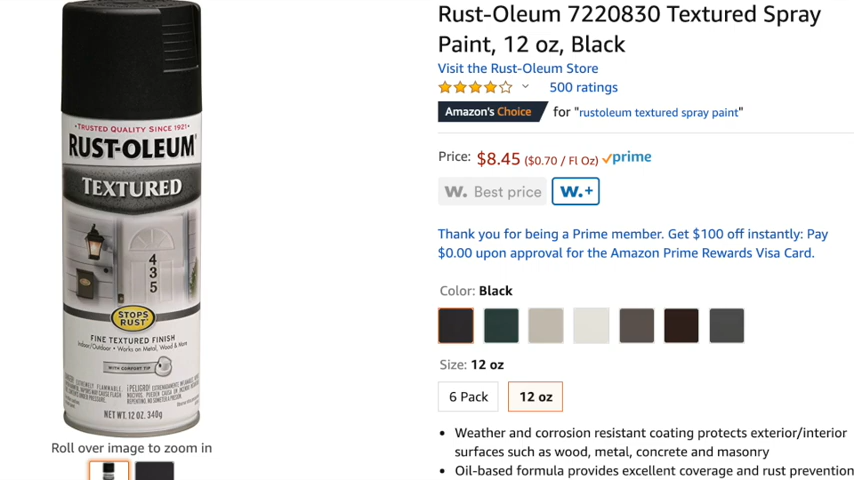 TRUSTED QUALITY SINCE 1921
RUST-OLEUM
TEXTURED
4
3
5
STOPS
RUST
FINE TEXTURED FINISH
Indoor/Outdoor • Works on Metal, Wood & More
WITH COMFORT TIP
NET WT. 12 OZ. 340g
Roll over image to zoom in
Rust-Oleum 7220830 Textured Spray
Paint, 12 oz, Black
Visit the Rust-Oleum Store
500 ratings
Amazon's Choice for "rustoleum textured spray paint"
Price: $8.45 ($0.70 / Fl Oz) prime
W. Best price W.+
Thank you for being a Prime member. Get $100 off instantly: Pay
$0.00 upon approval for the Amazon Prime Rewards Visa Card.
Color: Black
Size: 12 oz
6 Pack 12 oz
• Weather and corrosion resistant coating protects exterior/interior
surfaces such as wood, metal, concrete and masonry
• Oil-based formula provides excellent coverage and rust prevention